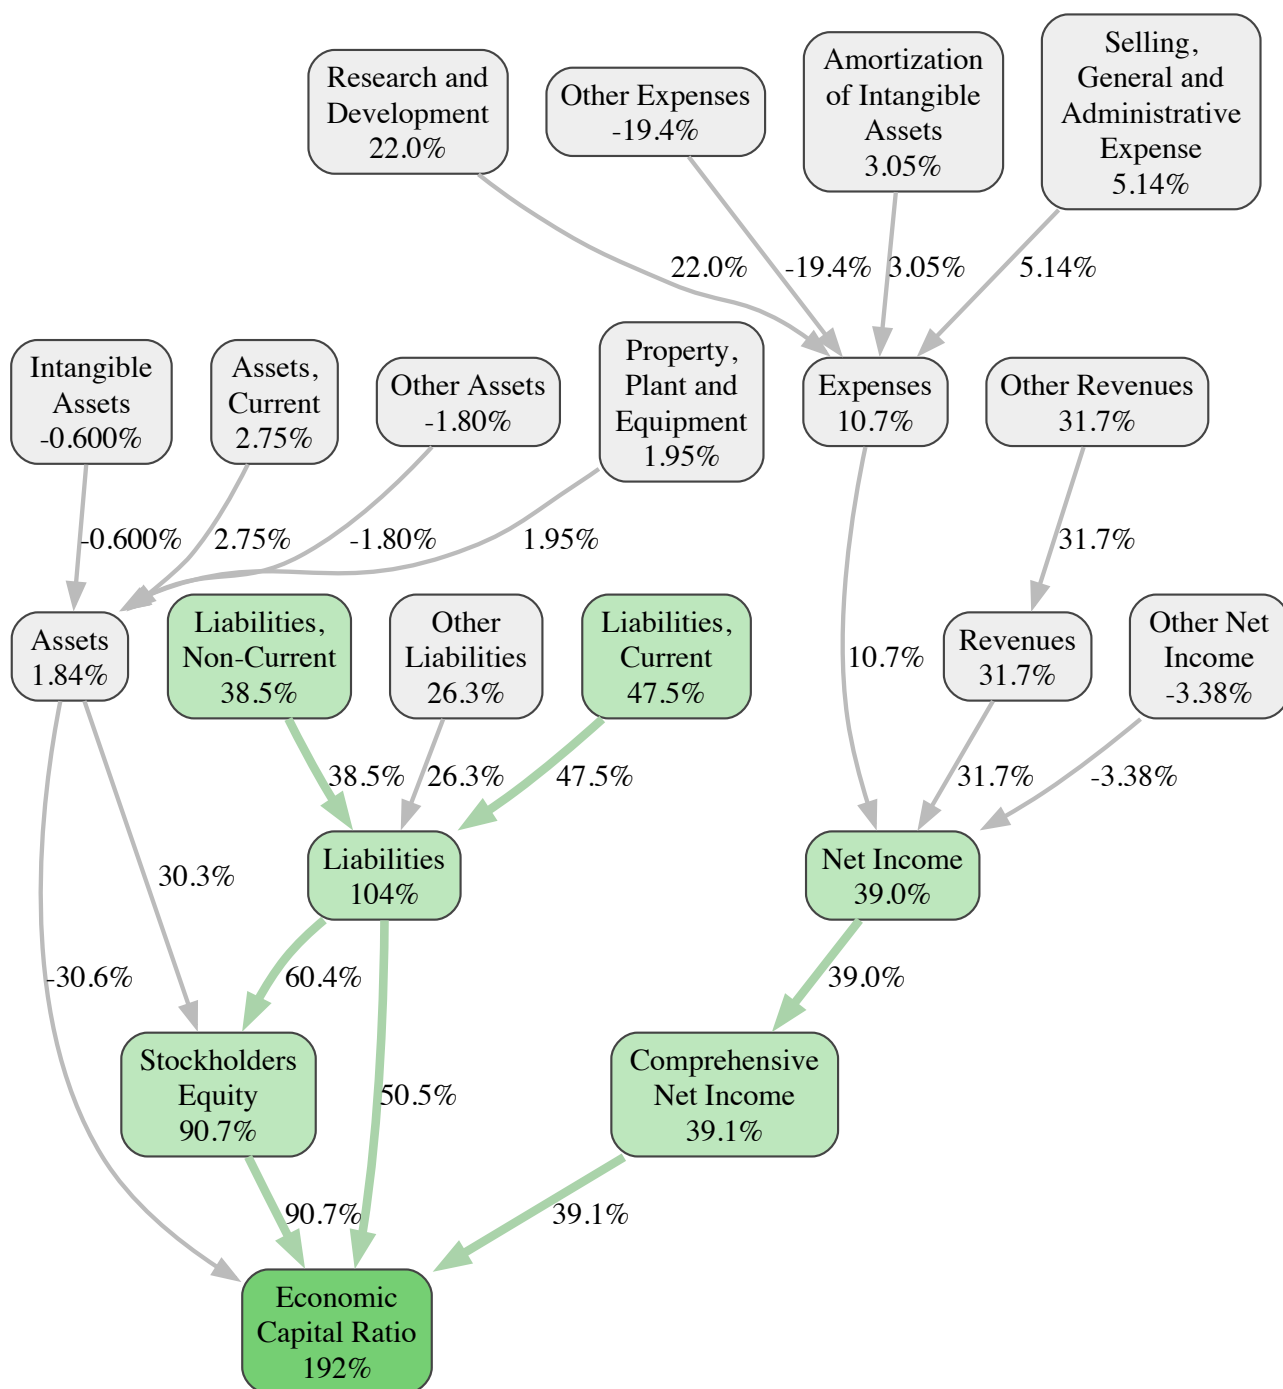 Research and
Development
22.0%
Other Expenses
-19.4%
Amortization
of Intangible
Assets
3.05%
Selling,
General and
Administrative
Expense
5.14%
22.0%
-19.4%
3.05%
5.14%
Intangible
Assets
-0.600%
Assets,
Current
2.75%
Other Assets
-1.80%
Property,
Plant and
Equipment
1.95%
Expenses
10.7%
Other Revenues
31.7%
-0.600%
2.75%
-1.80%
1.95%
31.7%
Assets
1.84%
Liabilities,
Non-Current
38.5%
Other
Liabilities
26.3%
Liabilities,
Current
47.5%
10.7%
Revenues
31.7%
Other Net
Income
-3.38%
38.5%
26.3%
47.5%
31.7%
-3.38%
30.3%
Liabilities
104%
Net Income
39.0%
-30.6%
60.4%
39.0%
Stockholders
Equity
90.7%
50.5%
Comprehensive
Net Income
39.1%
90.7%
39.1%
Economic
Capital Ratio
192%